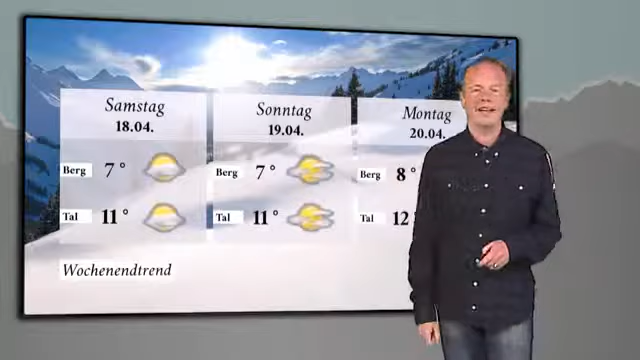 Samstag
18.04.
Sonntag
19.04.
Montag
20.04.
Berg 7° Berg 7° Berg 8°
Tal 11° Tal 11° Tal 12
Wochenendtrend